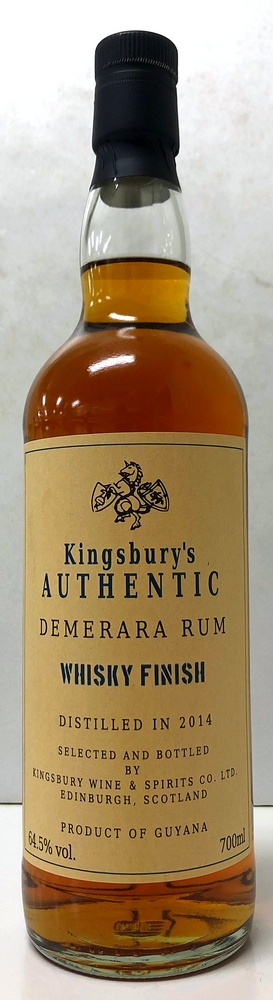 Kingsbury's
AUTHENTIC
DEMERARA RUM
WHISKY FINISH
DISTILLED IN 2014
SELECTED AND BOTTLED
BY
KINGSBURY WINE & SPIRITS CO. LTD.
EDINBURGH, SCOTLAND
PRODUCT OF GUYANA
64.5% vol.
700ml